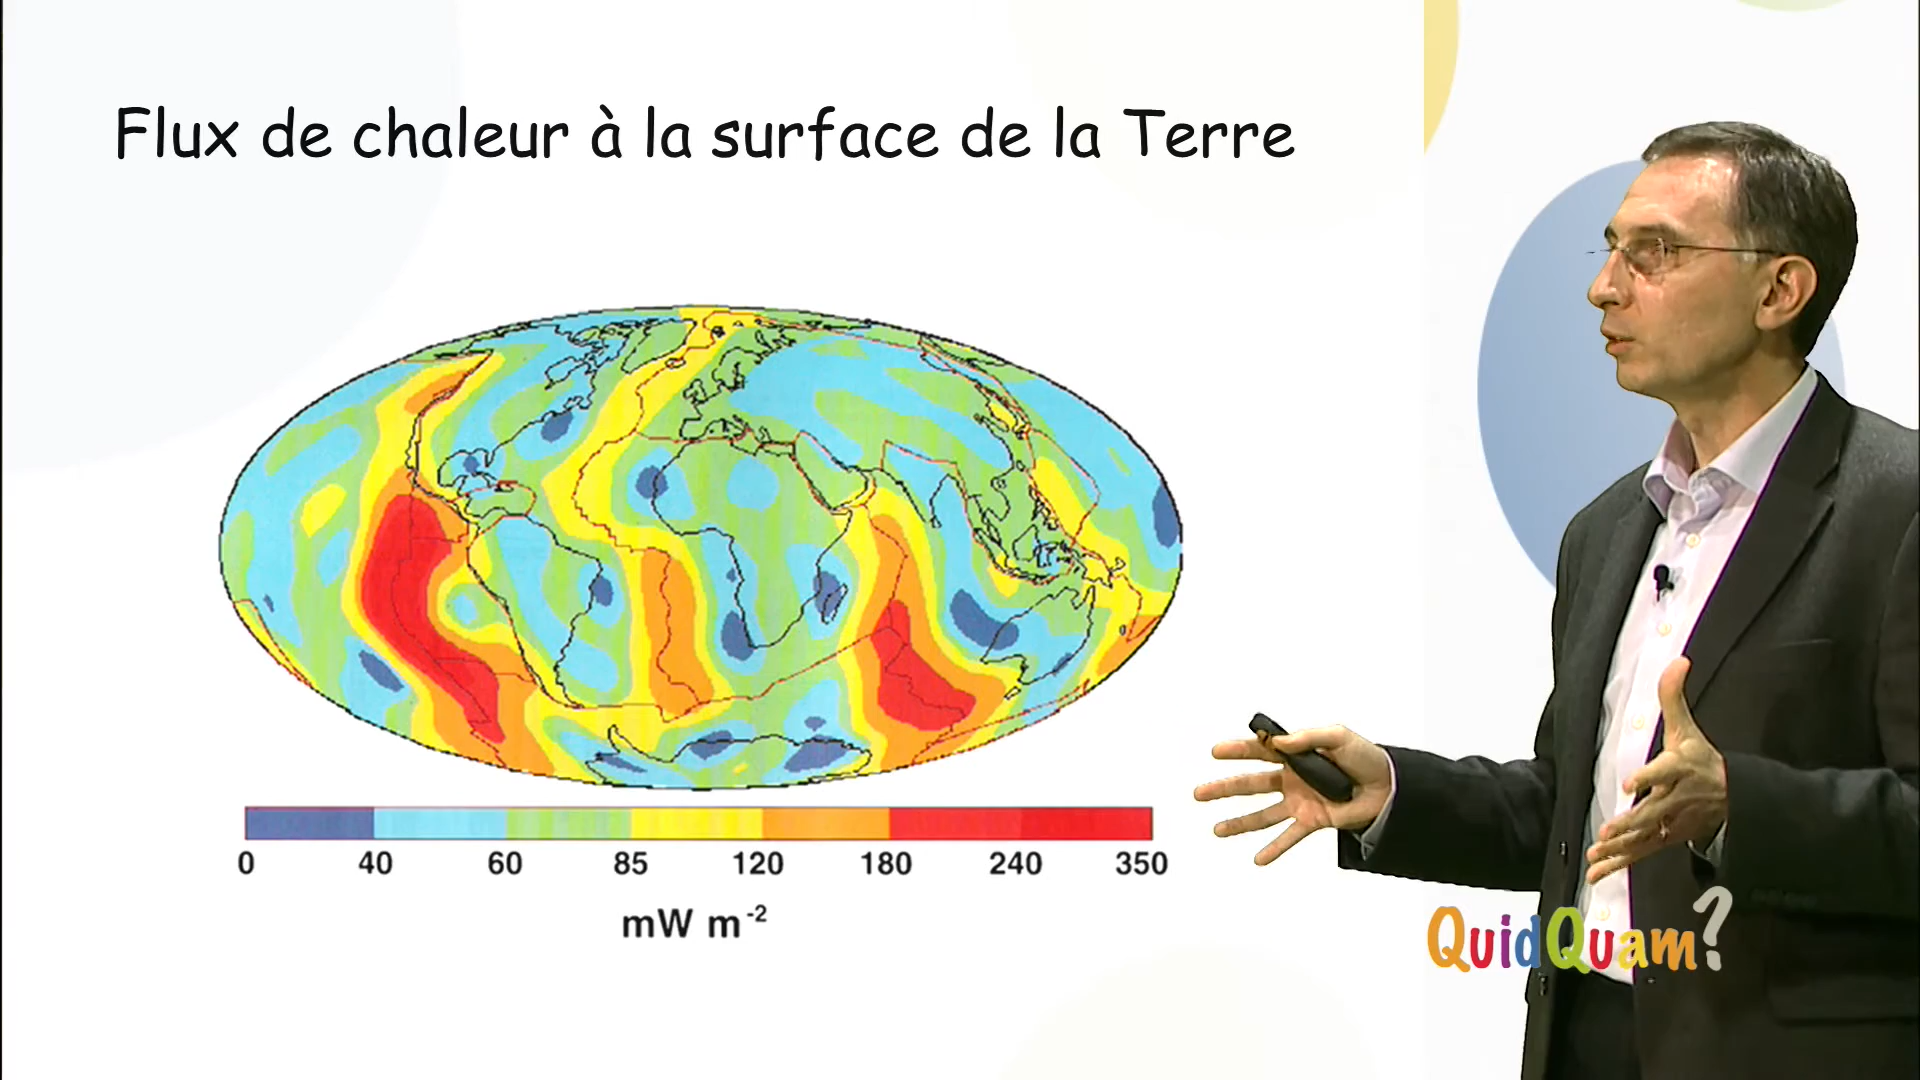 Flux de chaleur à la surface de la Terre
0 40 60 85 120 180 240 350
mW m-2
QuidQuam?